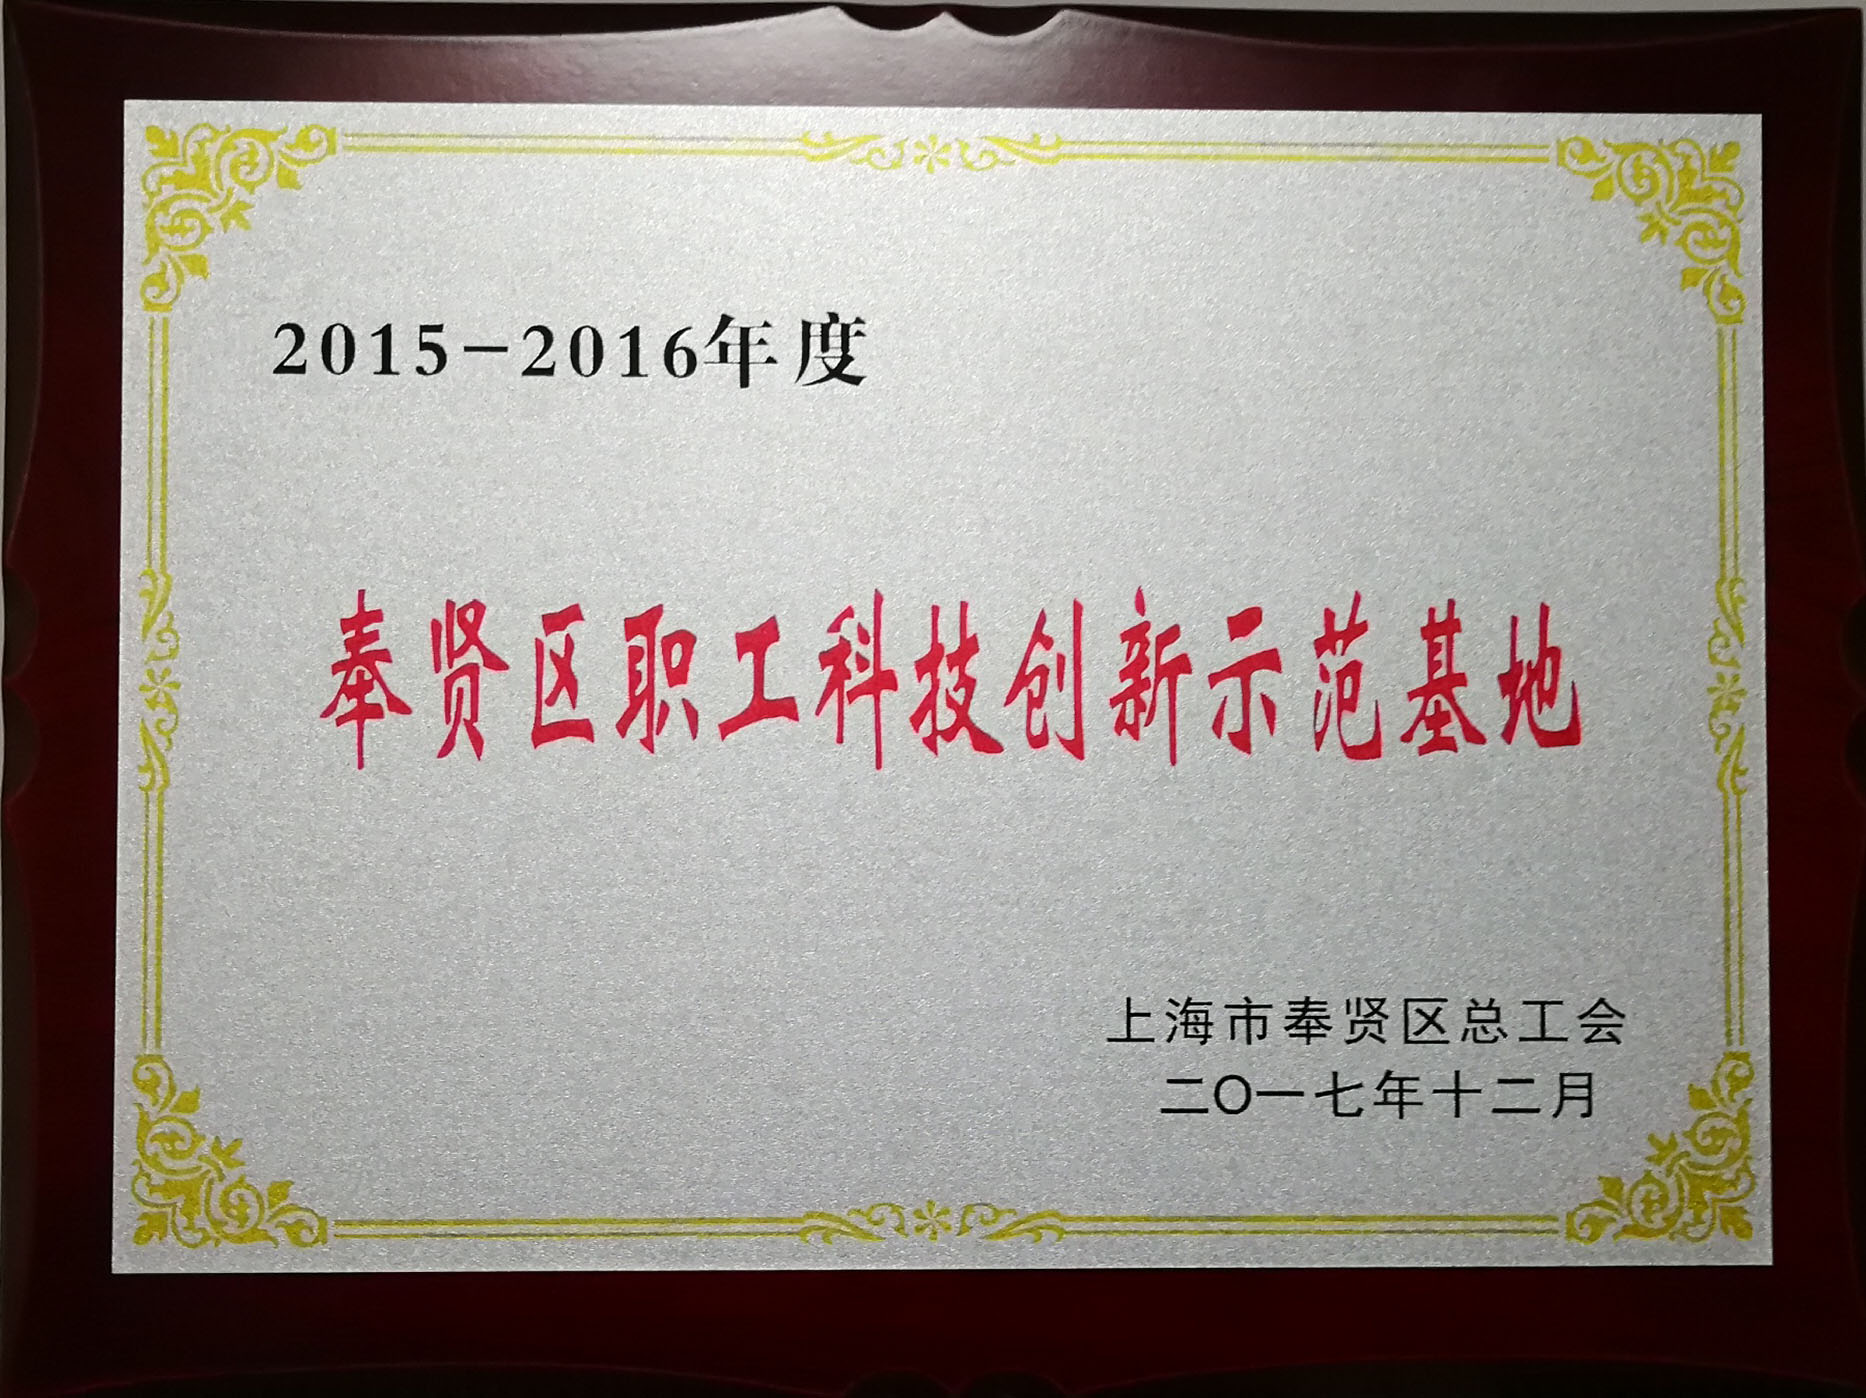 2015-2016年度
奉贤区职工科技创新示范基地
上海市奉贤区总工会
二〇一七年十二月